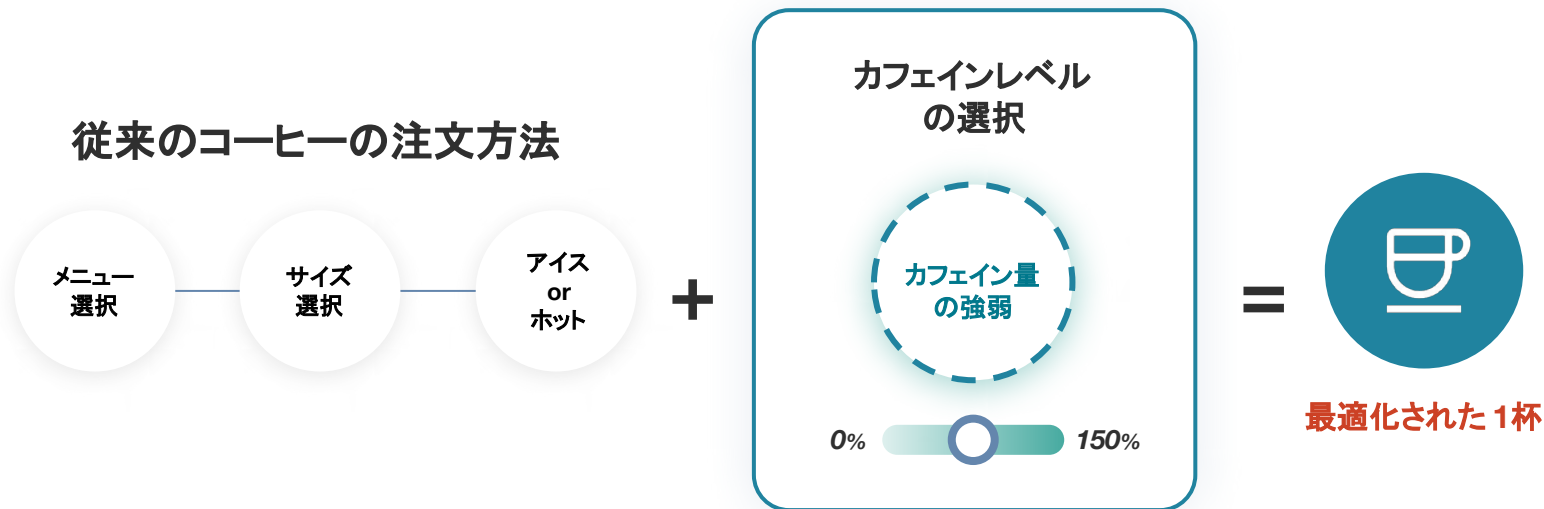 従来のコーヒーの注文方法
メニュー
選択
サイズ
選択
アイス
or
ホット
+
カフェインレベル
の選択
カフェイン量
の強弱
0%
150%
=
最適化された1杯